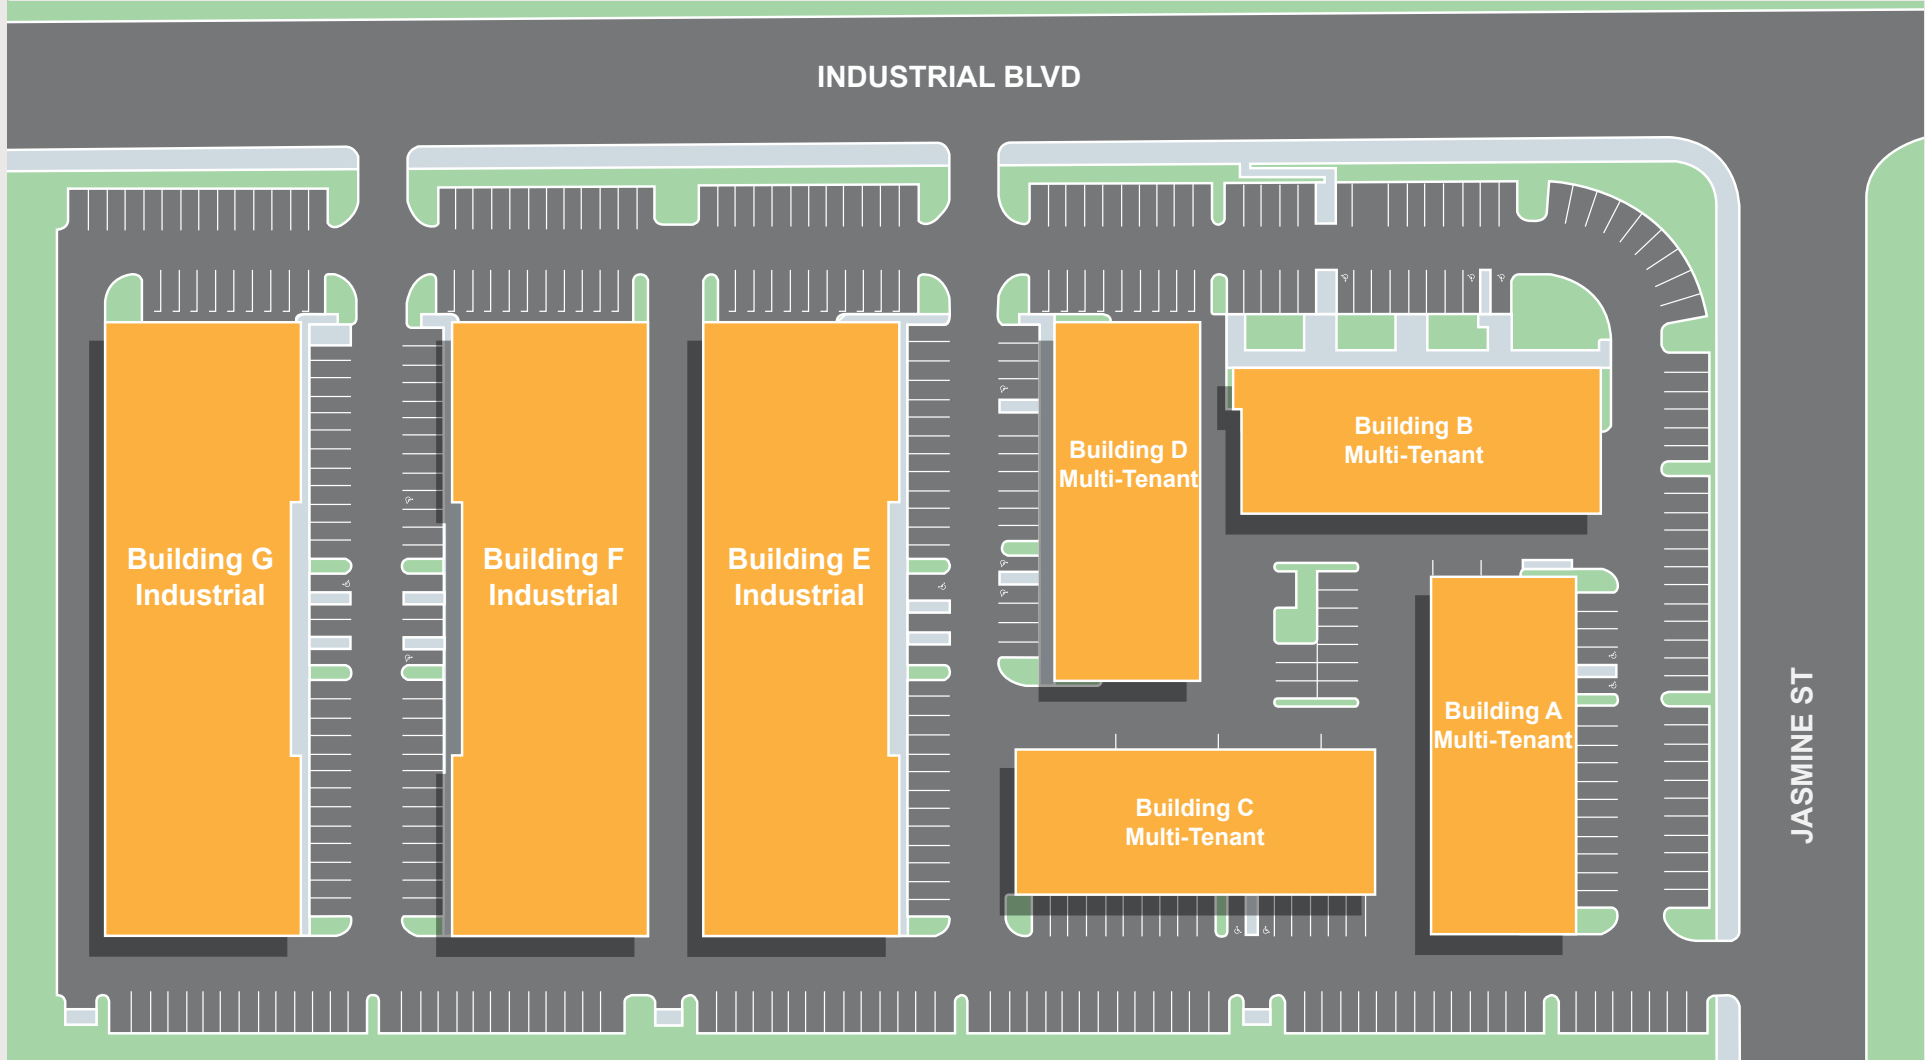 INDUSTRIAL BLVD
Building D
Multi-Tenant
Building B
Multi-Tenant
Building G
Industrial
Building F
Industrial
Building E
Industrial
Building A
Multi-Tenant
Building C
Multi-Tenant
JASMINE ST